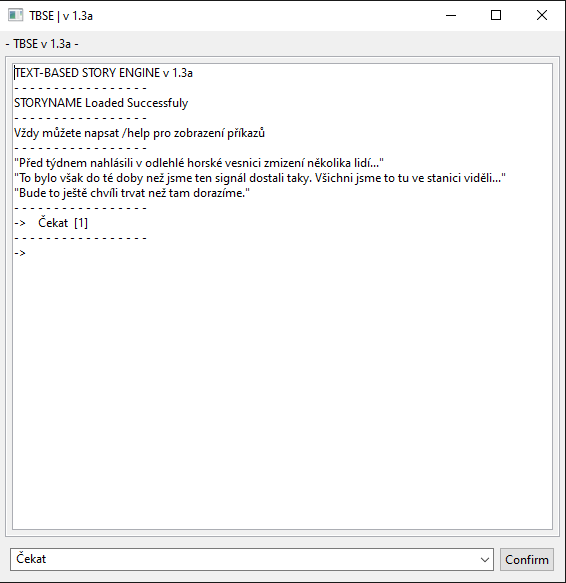 TBSE | v 1.3a
- TBSE v 1.3a -
TEXT-BASED STORY ENGINE v 1.3a
- - - - - - - - - - - - - - - - -
STORYNAME Loaded Successfuly
- - - - - - - - - - - - - - - - -
Vždy můžete napsat /help pro zobrazení příkazů
- - - - - - - - - - - - - - - - -
"Před týdnem nahlásili v odlehlé horské vesnici zmizení několika lidí..."
"To bylo však do té doby než jsme ten signál dostali taky. Všichni jsme to tu ve stanici viděli..."
"Bude to ještě chvíli trvat než tam dorazíme."
- - - - - - - - - - - - - - - - -
-> Čekat [1]
- - - - - - - - - - - - - - - - -
->
Čekat
Confirm